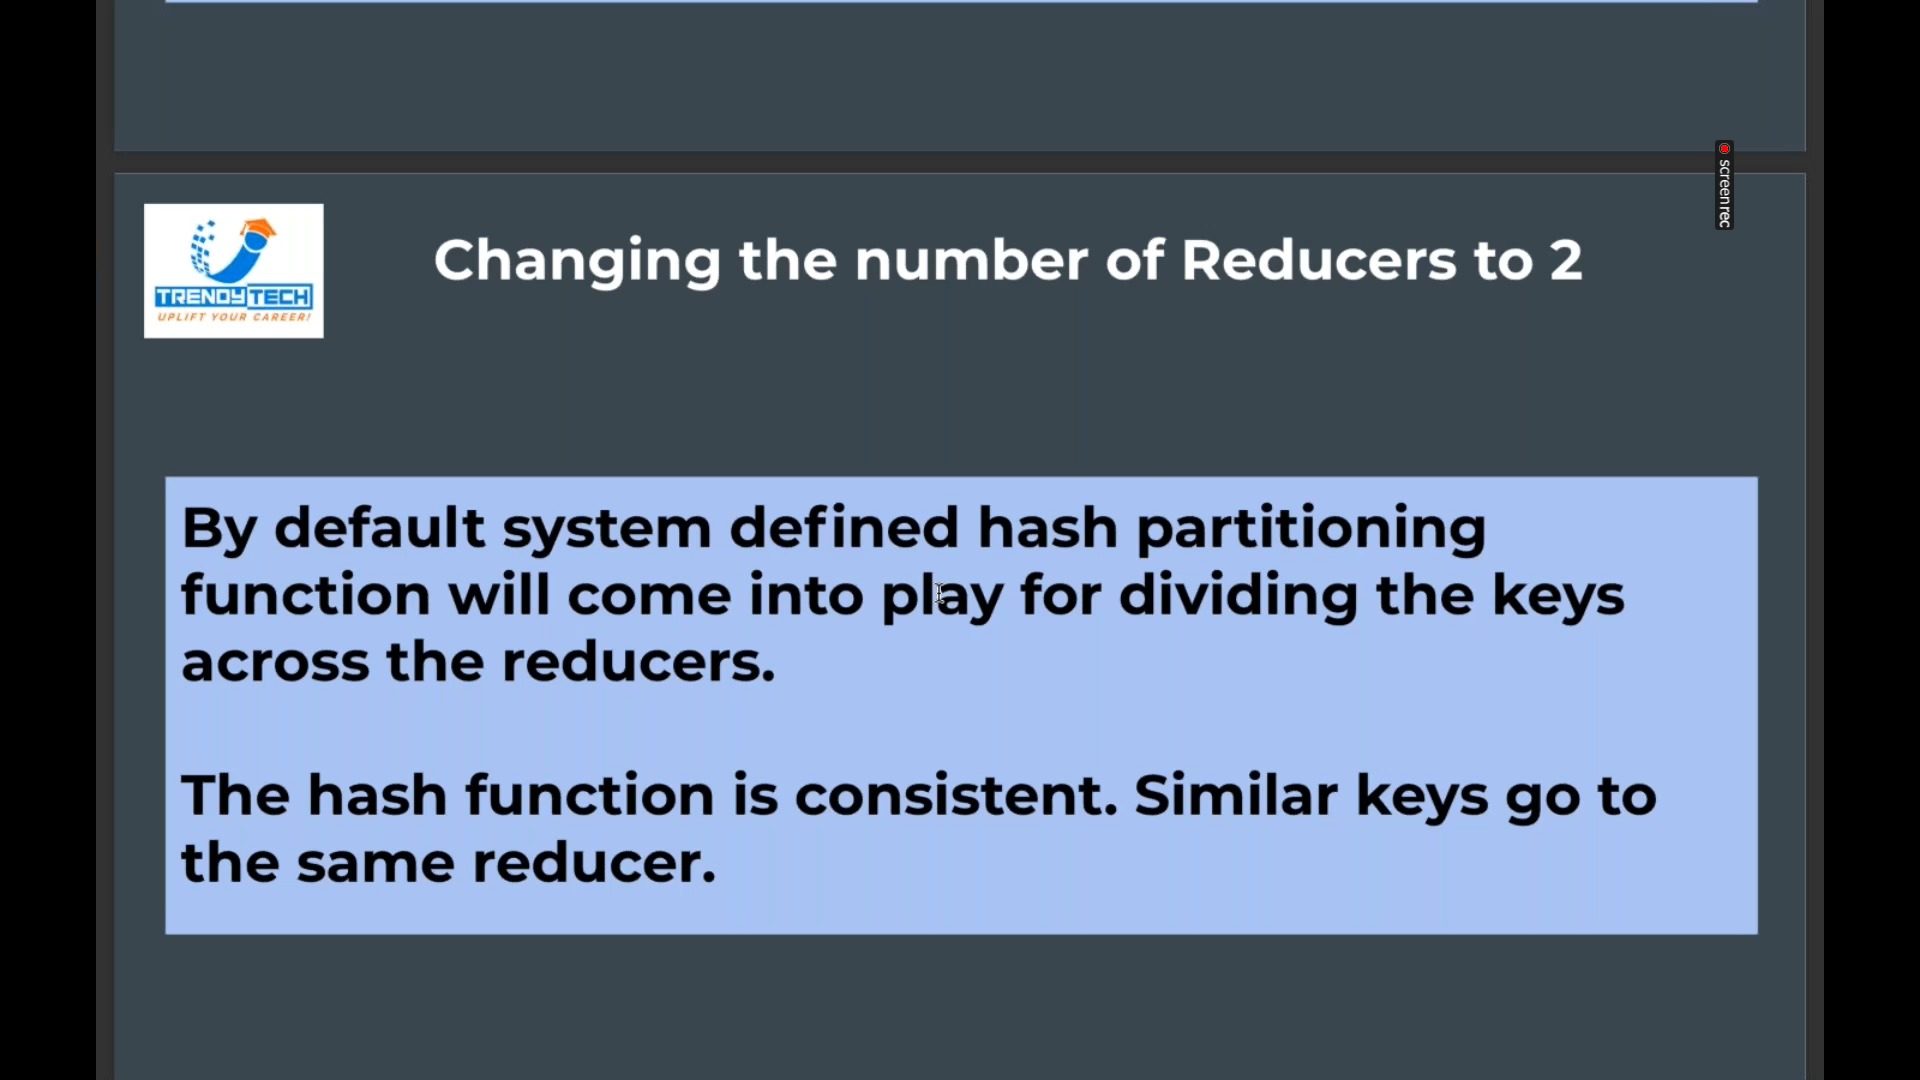 screenrec
TRENDYTECH
UPLIFT YOUR CAREER!
Changing the number of Reducers to 2
By default system defined hash partitioning
function will come into play for dividing the keys
across the reducers.
The hash function is consistent. Similar keys go to
the same reducer.